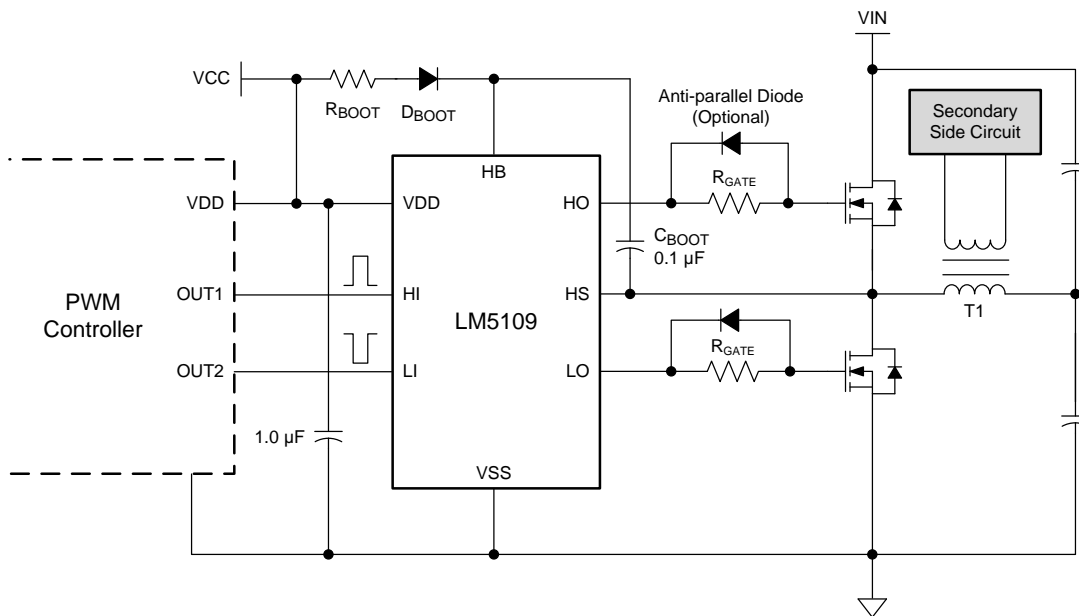 VIN
VCC
R_BOOT
D_BOOT
Anti-parallel Diode
(Optional)
Secondary
Side Circuit
HB
R_GATE
VDD
VDD
HO
C_BOOT
0.1 µF
OUT1
HI
HS
PWM
Controller
LM5109
T1
R_GATE
OUT2
LI
LO
1.0 µF
VSS